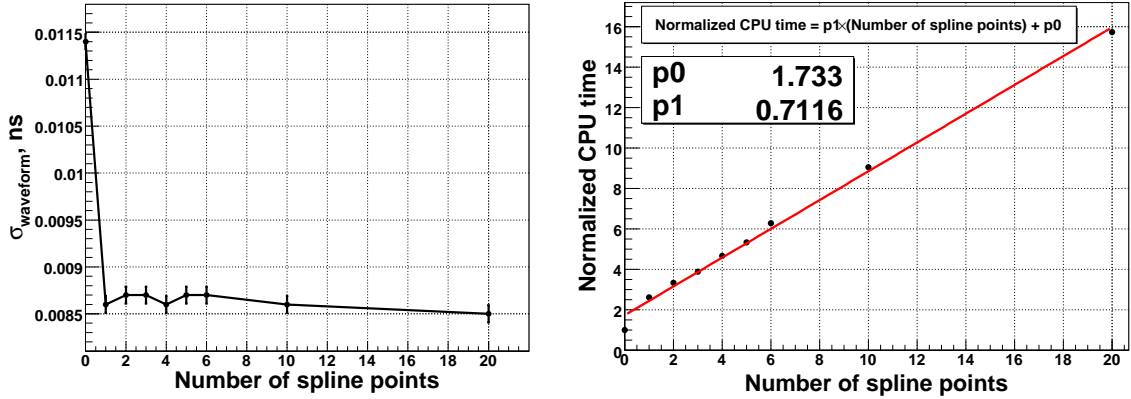 0.0115
0.011
0.0105
0.01
0.0095
0.009
0.0085
σwaveform, ns
0 2 4 6 8 10 12 14 16 18 20
Number of spline points
Normalized CPU time = p1×(Number of spline points) + p0
p0 1.733
p1 0.7116
16
14
12
10
8
6
4
2
0
Normalized CPU time
0 2 4 6 8 10 12 14 16 18 20
Number of spline points